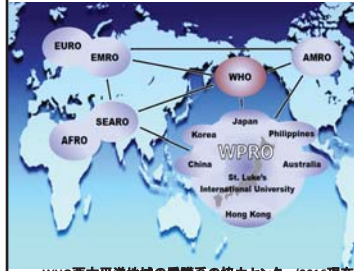 EURO
EMRO
AMRO
WHO
SEARO
AFRO
Japan
Korea
Philippines
WPRO
China
Australia
St. Luke's
International University
Hong Kong